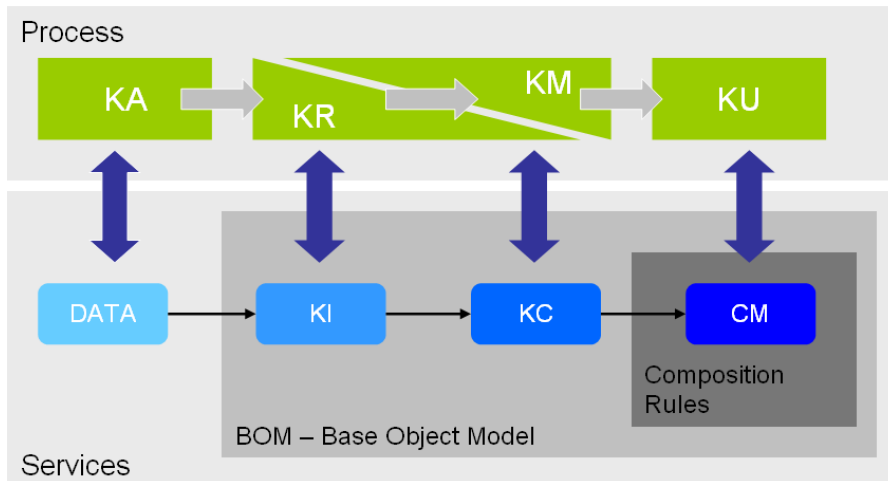 Process
KA
KR
KM
KU
DATA
KI
KC
CM
Composition
Rules
BOM – Base Object Model
Services